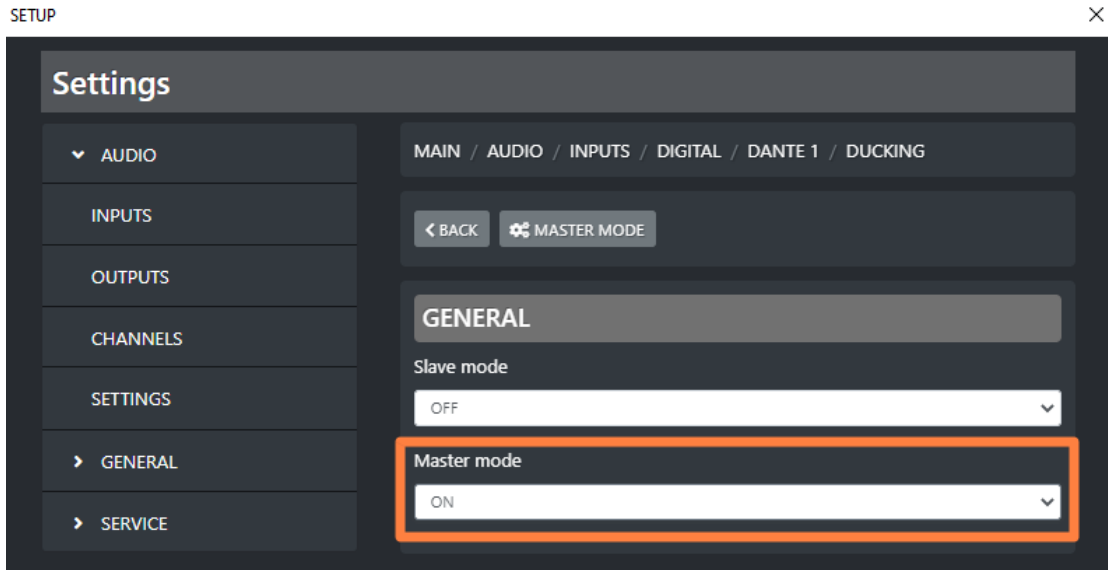 SETUP
Settings
AUDIO
INPUTS
OUTPUTS
CHANNELS
SETTINGS
GENERAL
SERVICE
MAIN / AUDIO / INPUTS / DIGITAL / DANTE 1 / DUCKING
BACK MASTER MODE
GENERAL
Slave mode
OFF
Master mode
ON